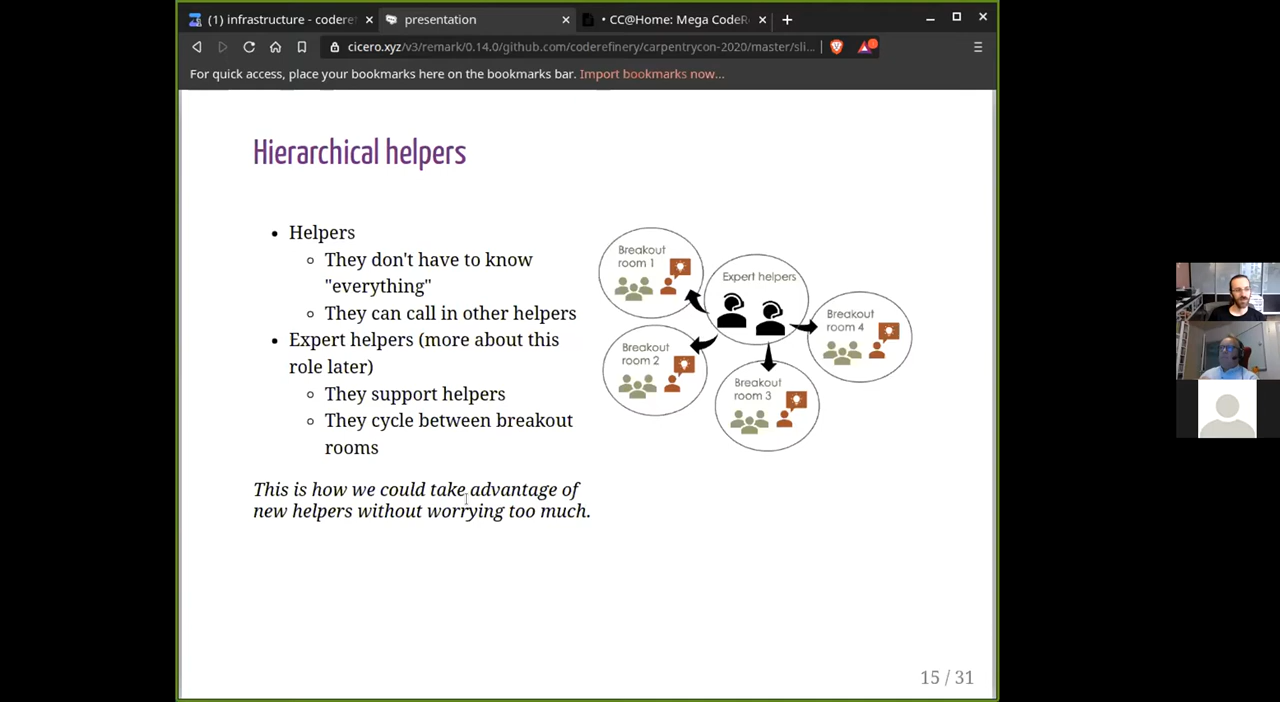 (1) infrastructure - coderef
presentation
• CC@Home: Mega CodeR
cicero.xyz/v3/remark/0.14.0/github.com/coderefinery/carpentrycon-2020/master/sli...
For quick access, place your bookmarks here on the bookmarks bar. Import bookmarks now...
Hierarchical helpers
• Helpers
They don't have to know
"everything"
They can call in other helpers
• Expert helpers (more about this
role later)
They support helpers
They cycle between breakout
rooms
This is how we could take advantage of
new helpers without worrying too much.
Breakout
room 1
Expert helpers
Breakout
room 4
Breakout
room 2
Breakout
room 3
15 / 31